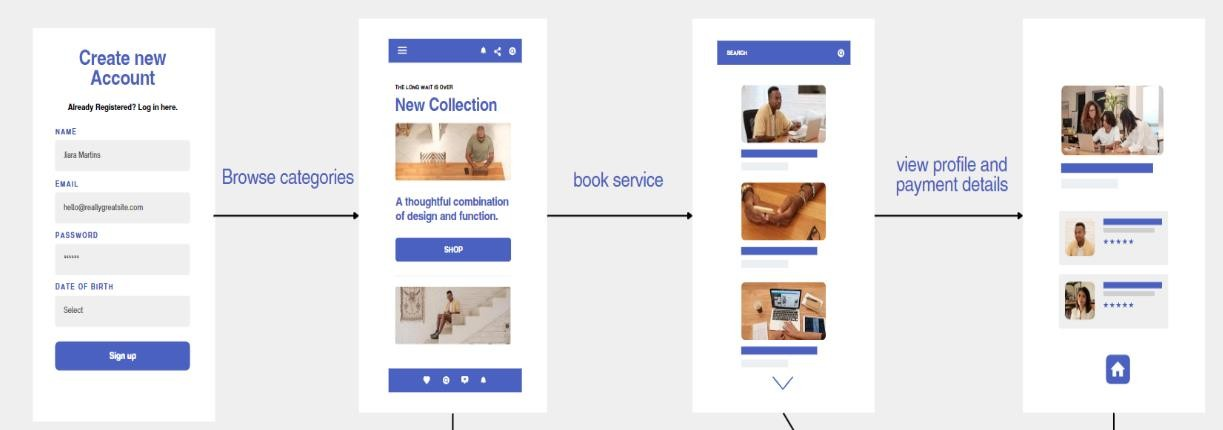 Create new
Account
Already Registered? Log in here.
NAME
Jiara Martins
EMAIL
hello@reallygreatsite.com
PASSWORD
******
DATE OF BIRTH
Select
Sign up
Browse categories
THE LONG WAIT IS OVER
New Collection
A thoughtful combination
of design and function.
SHOP
book service
SEARCH
view profile and
payment details